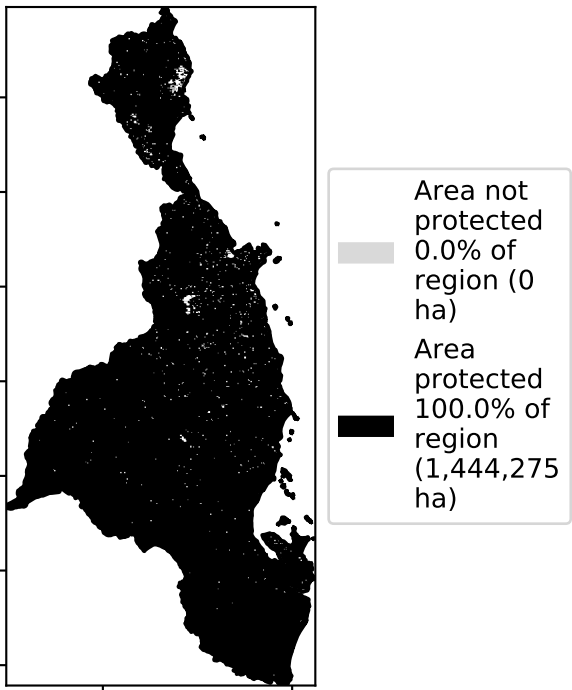 Area not
protected
0.0% of
region (0
ha)
Area
protected
100.0% of
region
(1,444,275
ha)